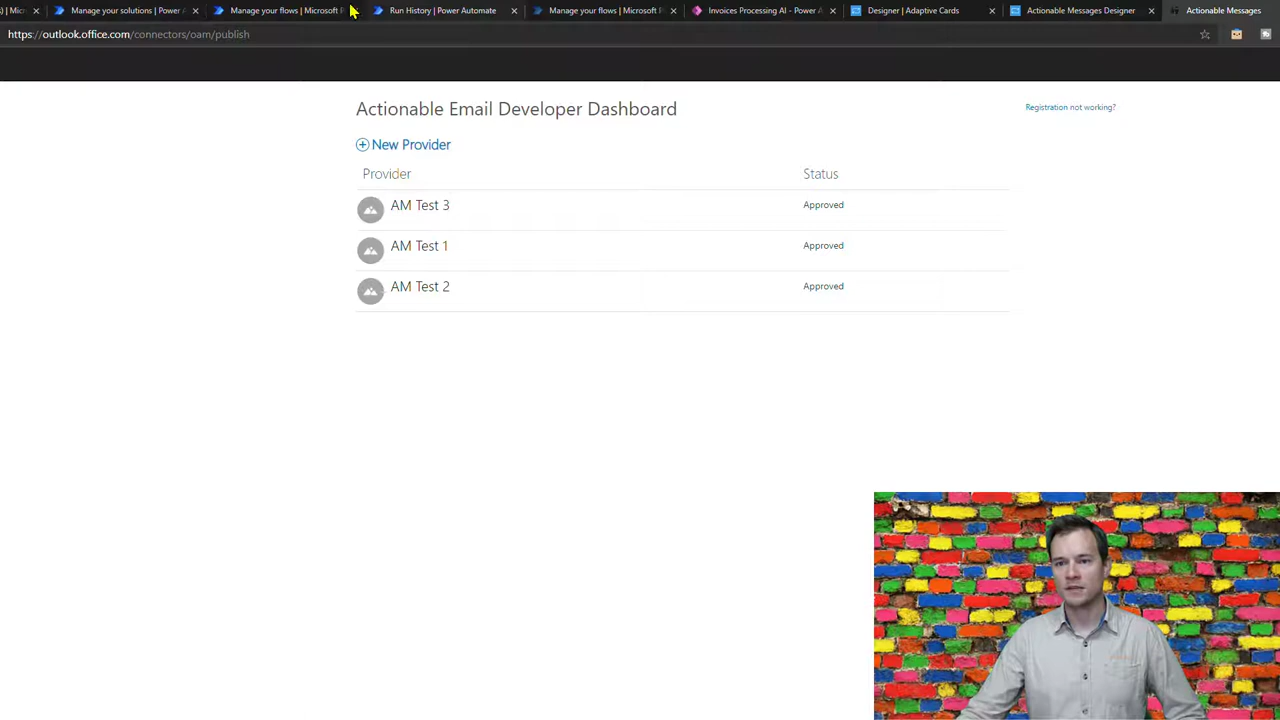 s) | Mic
Manage your solutions | Power A
Manage your flows | Microsoft P
Run History | Power Automate
Manage your flows | Microsoft P
Invoices Processing AI - Power A
Designer | Adaptive Cards
Actionable Messages Designer
Actionable Messages
https://outlook.office.com/connectors/oam/publish
Actionable Email Developer Dashboard
Registration not working?
New Provider
Provider Status
AM Test 3 Approved
AM Test 1 Approved
AM Test 2 Approved